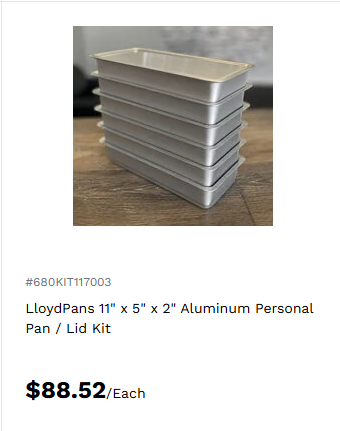 #680KIT117003
LloydPans 11" x 5" x 2" Aluminum Personal
Pan / Lid Kit
$88.52/Each